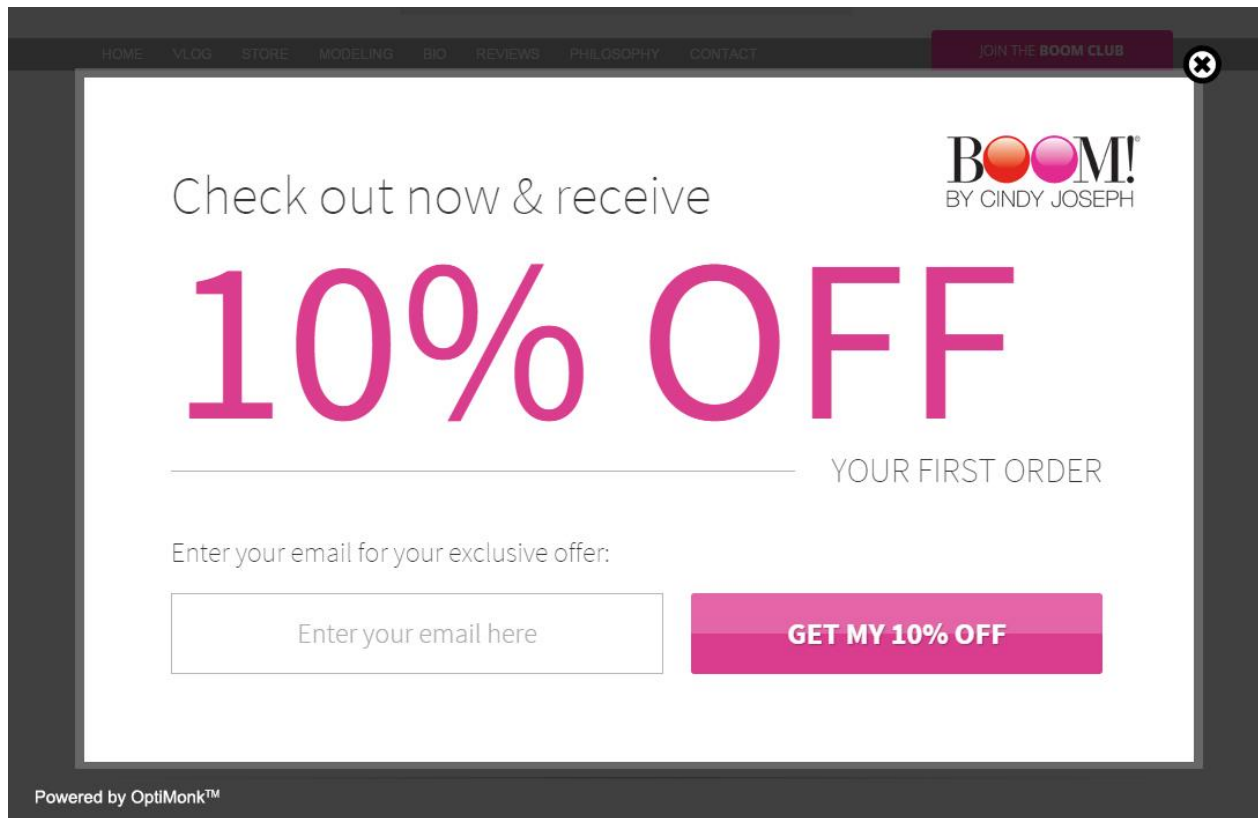 HOME VLOG STORE MODELING BIO REVIEWS PHILOSOPHY CONTACT JOIN THE BOOM CLUB
BOOM!®
BY CINDY JOSEPH
Check out now & receive
10% OFF
YOUR FIRST ORDER
Enter your email for your exclusive offer:
Enter your email here GET MY 10% OFF
Powered by OptiMonk™